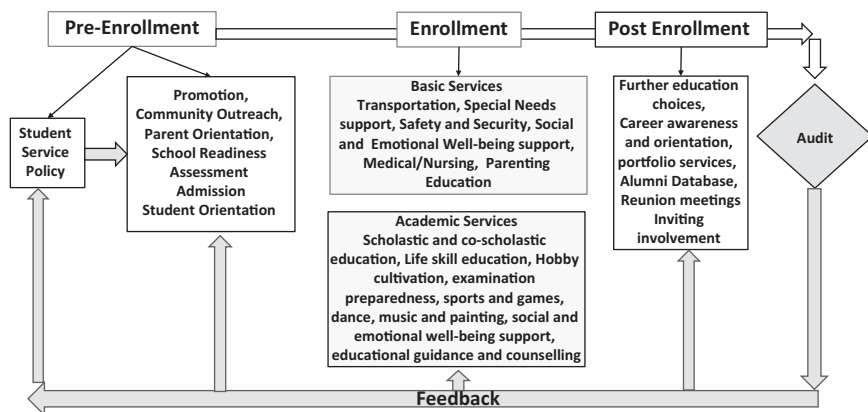 Pre-Enrollment
Enrollment
Post Enrollment
Student
Service
Policy
Promotion,
Community Outreach,
Parent Orientation,
School Readiness
Assessment
Admission
Student Orientation
Basic Services
Transportation, Special Needs
support, Safety and Security, Social
and Emotional Well-being support,
Medical/Nursing, Parenting
Education
Academic Services
Scholastic and co-scholastic
education, Life skill education, Hobby
cultivation, examination
preparedness, sports and games,
dance, music and painting, social and
emotional well-being support,
educational guidance and counselling
Further education
choices,
Career awareness
and orientation,
portfolio services,
Alumni Database,
Reunion meetings
Inviting
involvement
Audit
Feedback